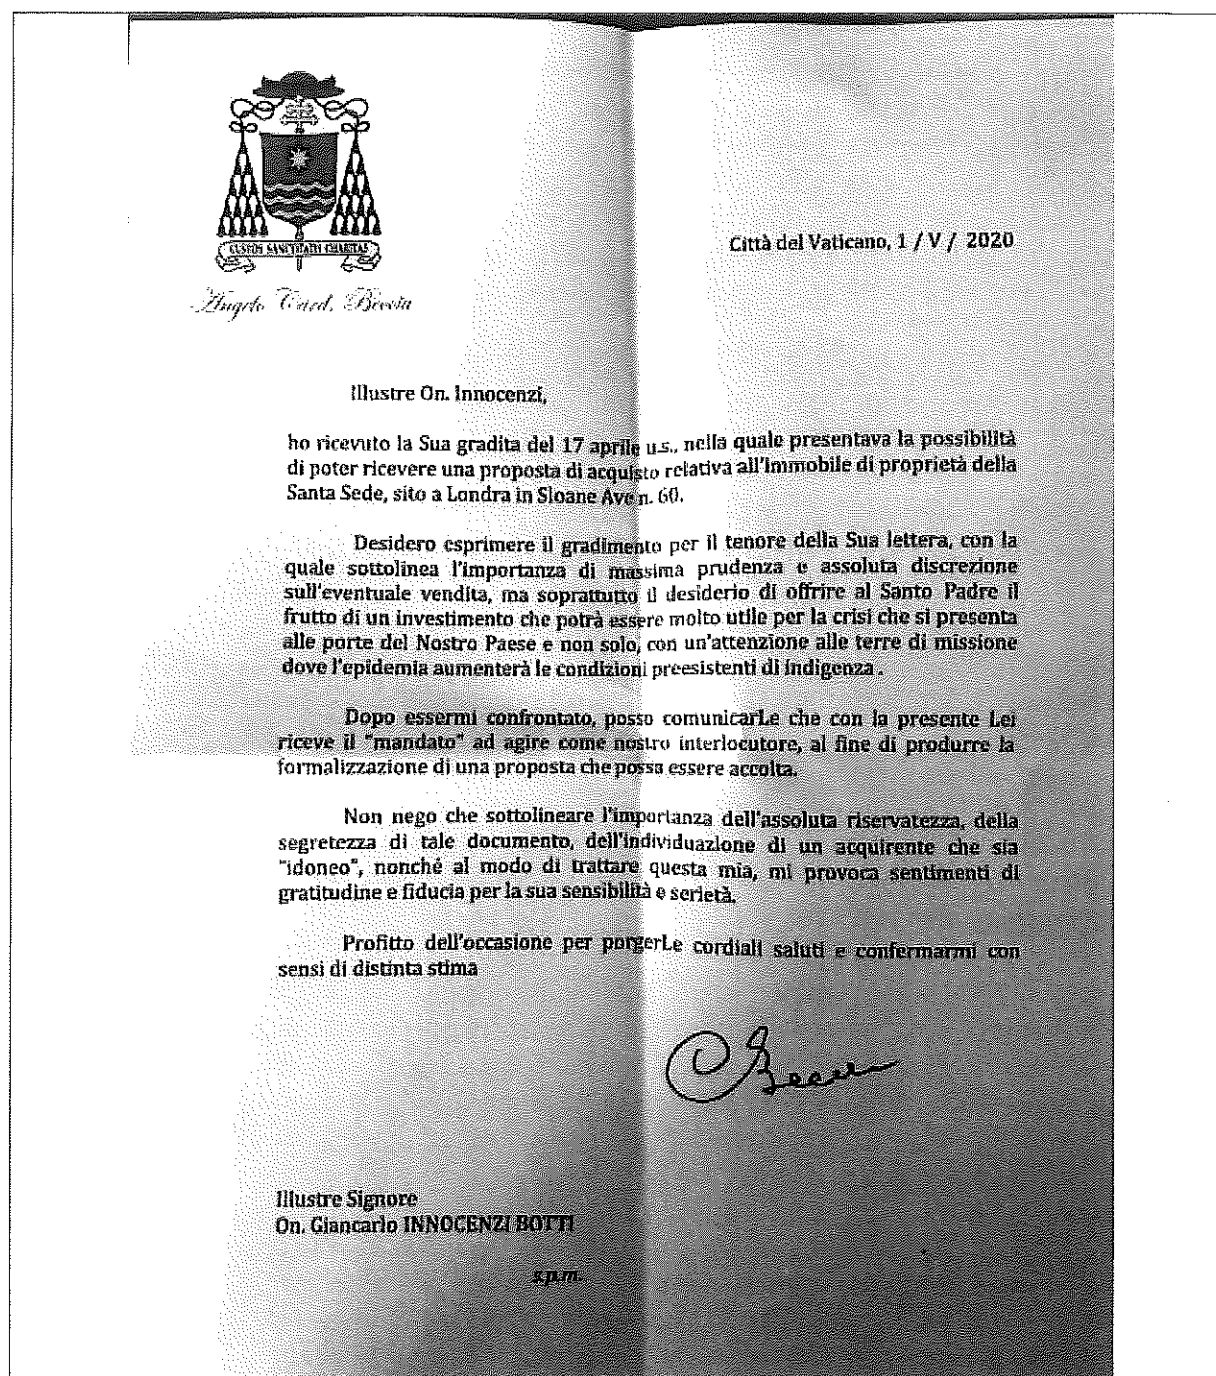 CUSTOS SANCTITATIS CHARITAS
Città del Vaticano, 1 / V / 2020
Angelo Card. Becciu
Illustre On. Innocenzi,
ho ricevuto la Sua gradita del 17 aprile u.s., nella quale presentava la possibilità
di poter ricevere una proposta di acquisto relativa all'immobile di proprietà della
Santa Sede, sito a Londra in Sloane Ave n. 60.
Desidero esprimere il gradimento per il tenore della Sua lettera, con la
quale sottolinea l'importanza di massima prudenza e assoluta discrezione
sull'eventuale vendita, ma soprattutto il desiderio di offrire al Santo Padre il
frutto di un investimento che potrà essere molto utile per la crisi che si presenta
alle porte del Nostro Paese e non solo, con un'attenzione alle terre di missione
dove l'epidemia aumenterà le condizioni preesistenti di indigenza .
Dopo essermi confrontato, posso comunicarLe che con la presente Lei
riceve il "mandato" ad agire come nostro interlocutore, al fine di produrre la
formalizzazione di una proposta che possa essere accolta.
Non nego che sottolineare l'importanza dell'assoluta riservatezza, della
segretezza di tale documento, dell'individuazione di un acquirente che sia
"idoneo", nonché al modo di trattare questa mia, mi provoca sentimenti di
gratitudine e fiducia per la sua sensibilità e serietà.
Profitto dell'occasione per porgerLe cordiali saluti e confermarmi con
sensi di distinta stima
Illustre Signore
On. Giancarlo INNOCENZI BOTTI
s.p.m.